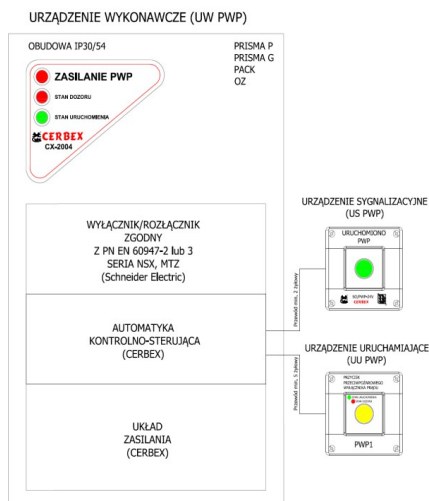 URZĄDZENIE WYKONAWCZE (UW PWP)
OBUDOWA IP30/54
PRISMA P
PRISMA G
PACK
OZ
ZASILANIE PWP
STAN DOZORU
STAN URUCHOMIENIA
CERBEX
CX-2004
WYŁĄCZNIK/ROZŁĄCZNIK
ZGODNY
Z PN EN 60947-2 lub 3
SERIA NSX, MTZ
(Schneider Electric)
AUTOMATYKA
KONTROLNO-STERUJĄCA
(CERBEX)
UKŁAD
ZASILANIA
(CERBEX)
Przewód min. 2 żyłowy
Przewód min. 5 żyłowy
URZĄDZENIE SYGNALIZACYJNE
(US PWP)
URUCHOMIONO
PWP
CERBEX
URZĄDZENIE URUCHAMIAJĄCE
(UU PWP)
PRZYCISK
PRZECIWPOŻAROWEGO
WYŁĄCZNIKA PRĄDU
PWP1